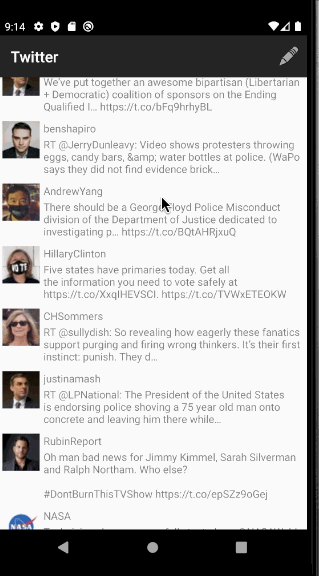 9:14
Twitter
We've put together an awesome bipartisan (Libertarian
+ Democratic) coalition of sponsors on the Ending
Qualified I... https://t.co/bFq9hrhyBL
benshapiro
RT @JerryDunleavy: Video shows protesters throwing
eggs, candy bars, &amp; water bottles at police. (WaPo
says they did not find evidence brick...
AndrewYang
There should be a George Floyd Police Misconduct
division of the Department of Justice dedicated to
investigating p... https://t.co/BQtAHRjxuQ
HillaryClinton
Five states have primaries today. Get all
the information you need to vote safely at
https://t.co/XxqIHEVSCI. https://t.co/TVWxETEOKW
CHSommers
RT @sullydish: So revealing how eagerly these fanatics
support purging and firing wrong thinkers. It's their first
instinct: punish. They d...
justinamash
RT @LPNational: The President of the United States
is endorsing police shoving a 75 year old man onto
concrete and leaving him there while...
RubinReport
Oh man bad news for Jimmy Kimmel, Sarah Silverman
and Ralph Northam. Who else?
#DontBurnThisTVShow https://t.co/epSZz9oGej
NASA